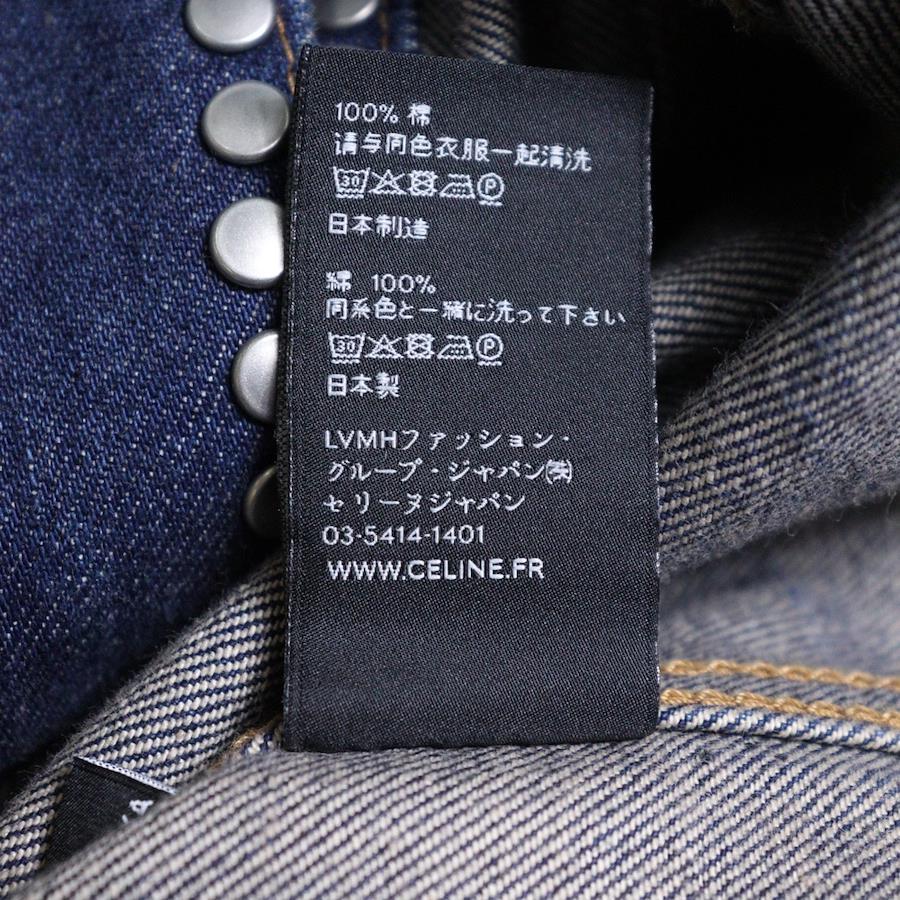 100% 棉
请与同色衣服一起清洗
30 P
日本制造
綿 100%
同系色と一緒に洗って下さい
30 P
日本製
LVMHファッション・
グループ・ジャパン㈱
セリーヌジャパン
03-5414-1401
WWW.CELINE.FR